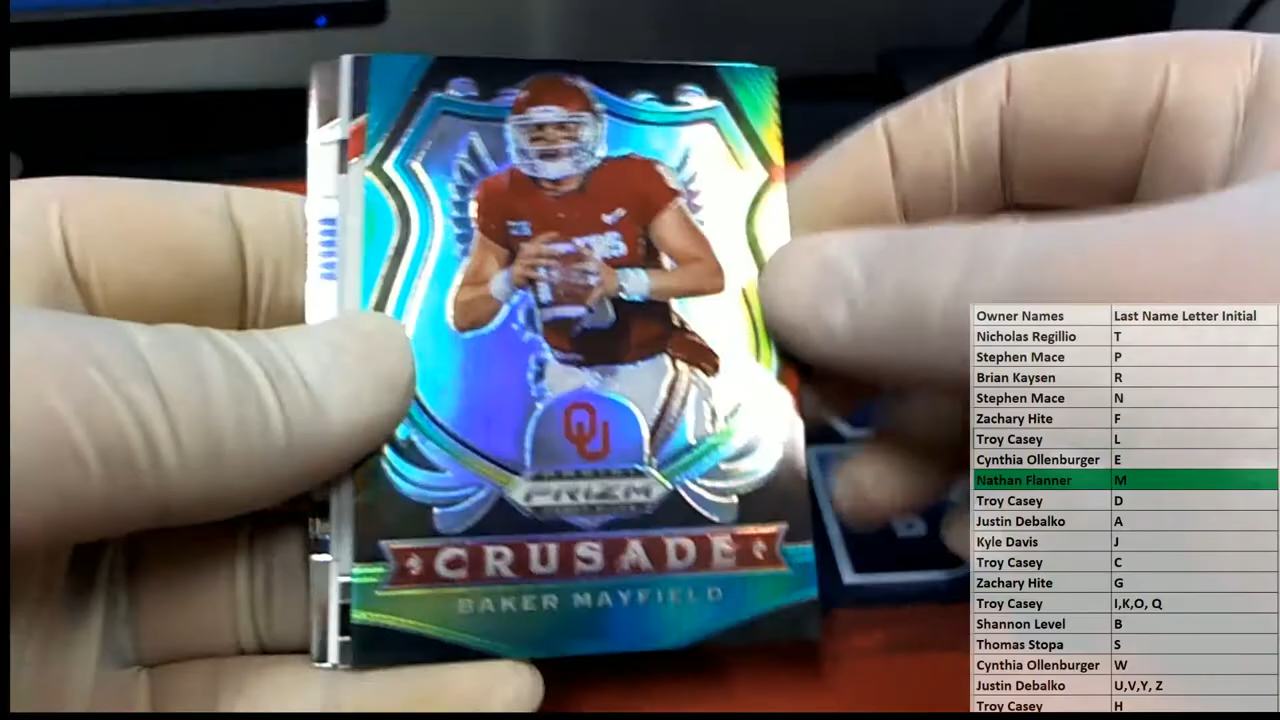 OU
PRIZM
CRUSADE
BAKER MAYFIELD
Owner Names Last Name Letter Initial
Nicholas Regillio T
Stephen Mace P
Brian Kaysen R
Stephen Mace N
Zachary Hite F
Troy Casey L
Cynthia Ollenburger E
Nathan Flanner M
Troy Casey D
Justin Debalko A
Kyle Davis J
Troy Casey C
Zachary Hite G
Troy Casey I,K,O, Q
Shannon Level B
Thomas Stopa S
Cynthia Ollenburger W
Justin Debalko U,V,Y, Z
Troy Casey H